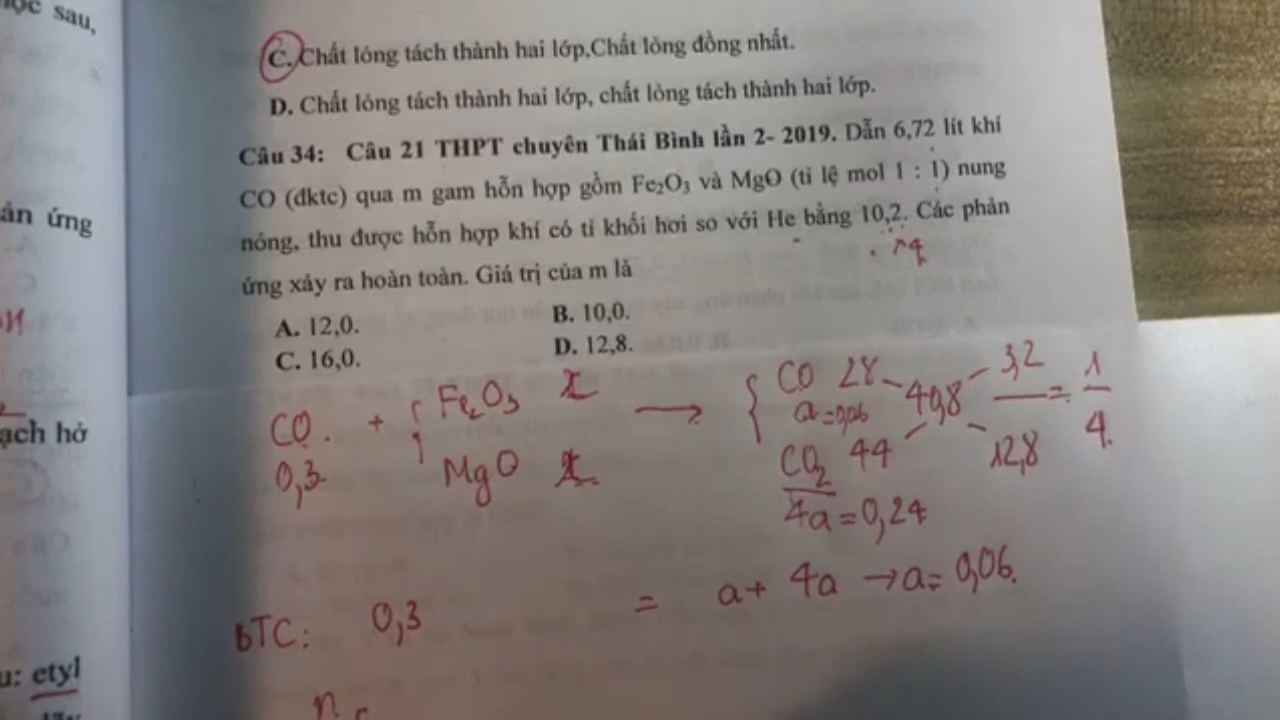 ọc sau,
C. Chất lỏng tách thành hai lớp,Chất lỏng đồng nhất.
D. Chất lỏng tách thành hai lớp, chất lỏng tách thành hai lớp.
Câu 34: Câu 21 THPT chuyên Thái Bình lần 2- 2019. Dẫn 6,72 lít khí
CO (đktc) qua m gam hỗn hợp gồm Fe₂O₃ và MgO (tỉ lệ mol 1 : 1) nung
ản ứng
nóng, thu được hỗn hợp khí có tỉ khối hơi so với He bằng 10,2. Các phản
ứng xảy ra hoàn toàn. Giá trị của m là
A. 12,0. B. 10,0.
C. 16,0. D. 12,8.
ạch hở
CO + Fe₂O₃ x → CO 28 40,8 3,2 = 1
0,3 MgO x a=0,06 12,8 4
CO₂ 44
4a = 0,24
BTC: 0,3 = a + 4a → a = 0,06.
u: etyl
n